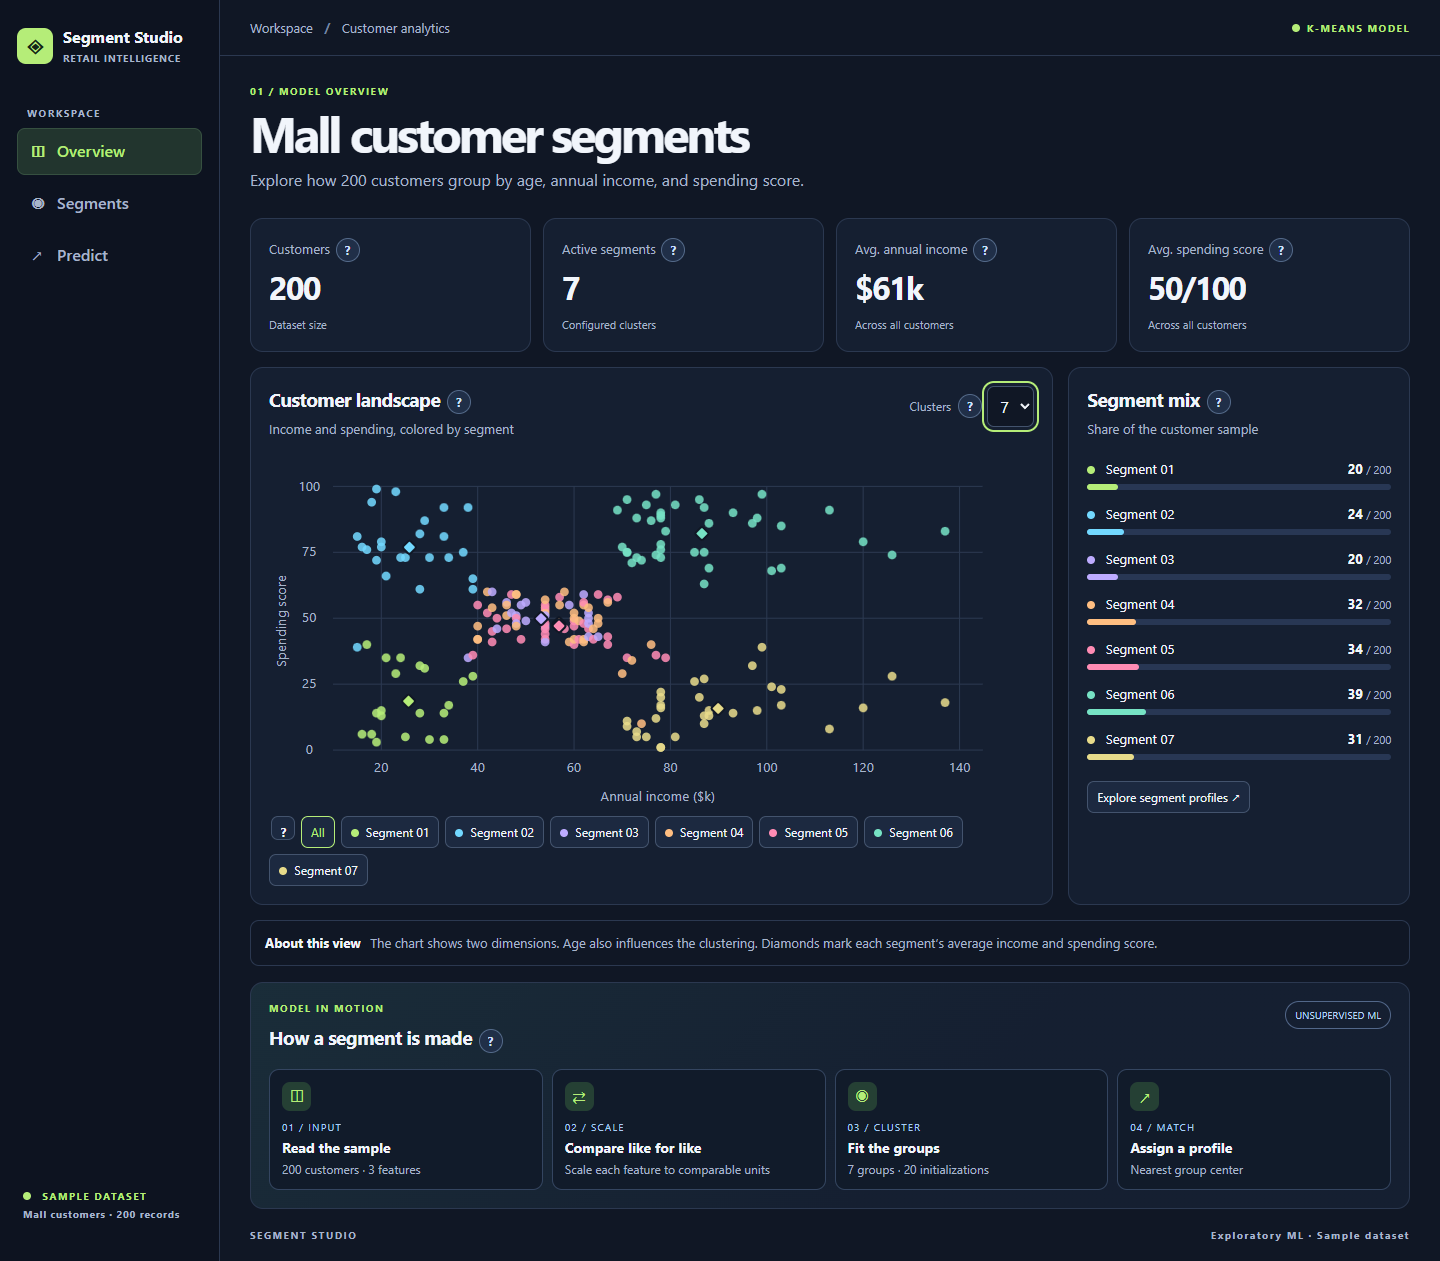 Segment Studio
RETAIL INTELLIGENCE
WORKSPACE
Overview
Segments
Predict
SAMPLE DATASET
Mall customers · 200 records
Workspace / Customer analytics
K-MEANS MODEL
01 / MODEL OVERVIEW
Mall customer segments
Explore how 200 customers group by age, annual income, and spending score.
Customers ?
200
Dataset size
Active segments ?
7
Configured clusters
Avg. annual income ?
$61k
Across all customers
Avg. spending score ?
50/100
Across all customers
Customer landscape ?
Income and spending, colored by segment
Clusters ? 7
100
75
50
25
0
Spending score
20 40 60 80 100 120 140
Annual income ($k)
? All Segment 01 Segment 02 Segment 03 Segment 04 Segment 05 Segment 06
Segment 07
Segment mix ?
Share of the customer sample
Segment 01 20 / 200
Segment 02 24 / 200
Segment 03 20 / 200
Segment 04 32 / 200
Segment 05 34 / 200
Segment 06 39 / 200
Segment 07 31 / 200
Explore segment profiles ↗
About this view The chart shows two dimensions. Age also influences the clustering. Diamonds mark each segment's average income and spending score.
MODEL IN MOTION
How a segment is made ?
UNSUPERVISED ML
01 / INPUT
Read the sample
200 customers · 3 features
02 / SCALE
Compare like for like
Scale each feature to comparable units
03 / CLUSTER
Fit the groups
7 groups · 20 initializations
04 / MATCH
Assign a profile
Nearest group center
SEGMENT STUDIO
Exploratory ML · Sample dataset